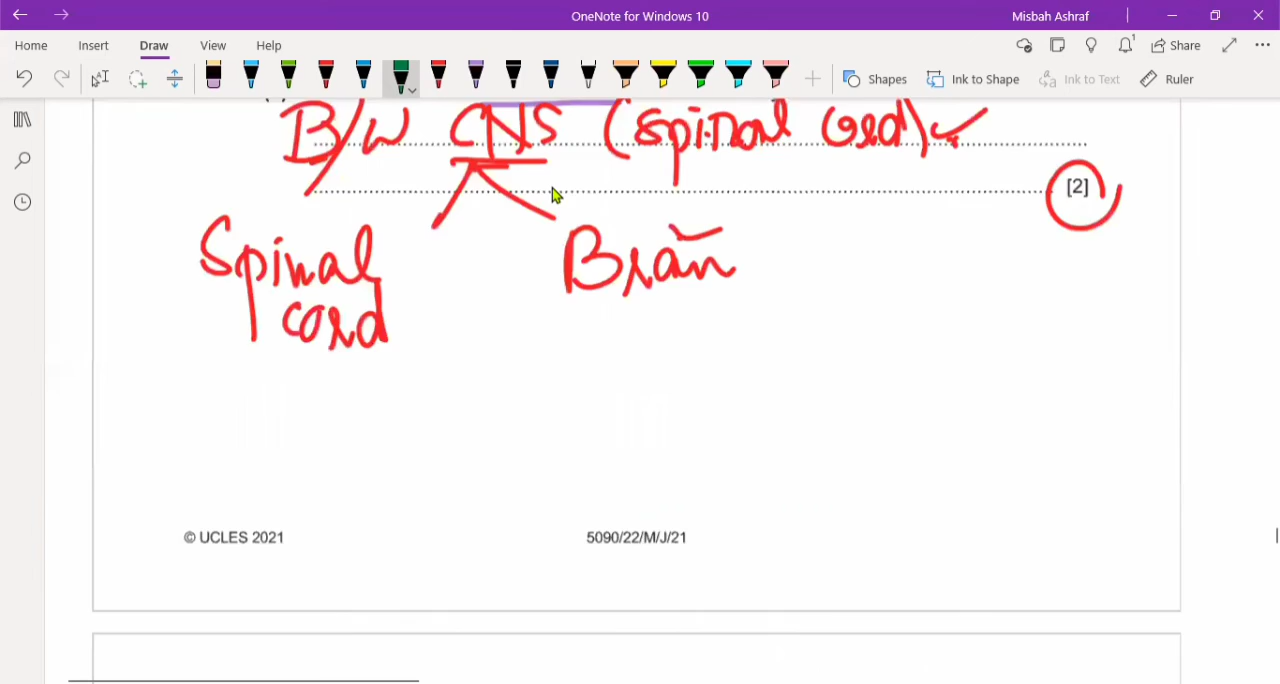 OneNote for Windows 10
Misbah Ashraf
Home Insert Draw View Help
1 Share
Shapes Ink to Shape Ink to Text Ruler
B/W CNS (spinal cord)
[2]
Spinal Brain
cord
© UCLES 2021 5090/22/M/J/21